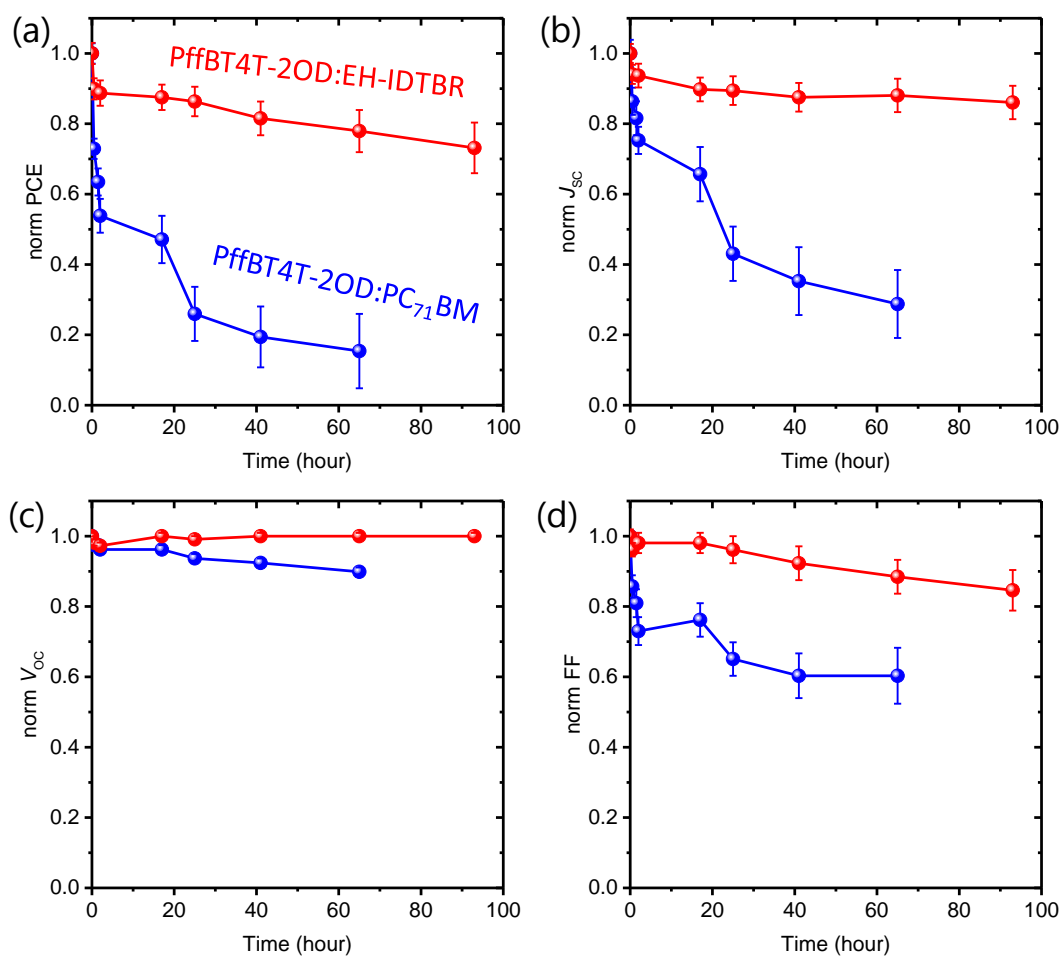 (a)
1.0
0.8
0.6
0.4
0.2
0.0
norm PCE
PffBT4T-2OD:EH-IDTBR
PffBT4T-2OD:PC₇₁BM
0 20 40 60 80 100
Time (hour)
(b)
1.0
0.8
0.6
0.4
0.2
0.0
norm Jsc
0 20 40 60 80 100
Time (hour)
(c)
1.0
0.8
0.6
0.4
0.2
0.0
norm Voc
0 20 40 60 80 100
Time (hour)
(d)
1.0
0.8
0.6
0.4
0.2
0.0
norm FF
0 20 40 60 80 100
Time (hour)